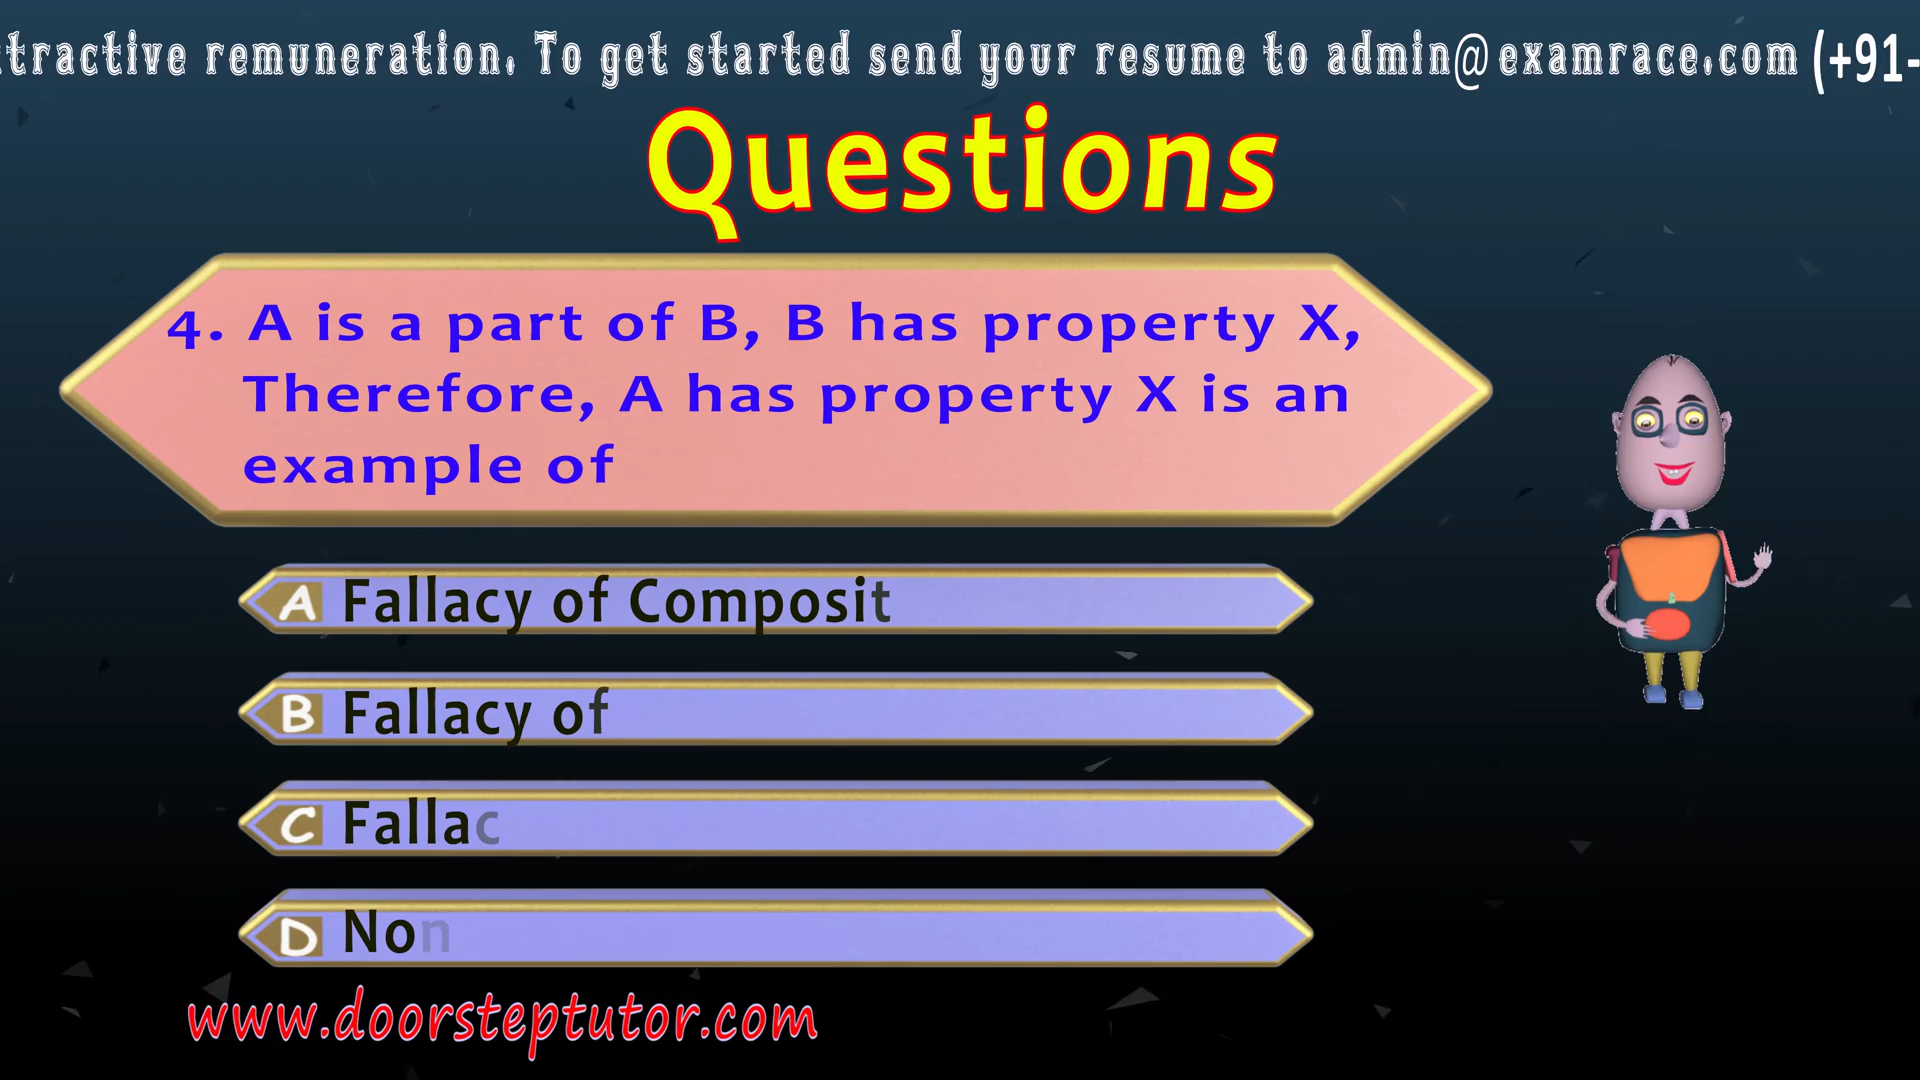 tractive remuneration. To get started send your resume to admin@examrace.com (+91-
Questions
4. A is a part of B, B has property X,
Therefore, A has property X is an
example of
A Fallacy of Composit
B Fallacy of
C Fallac
D Non
www.doorsteptutor.com